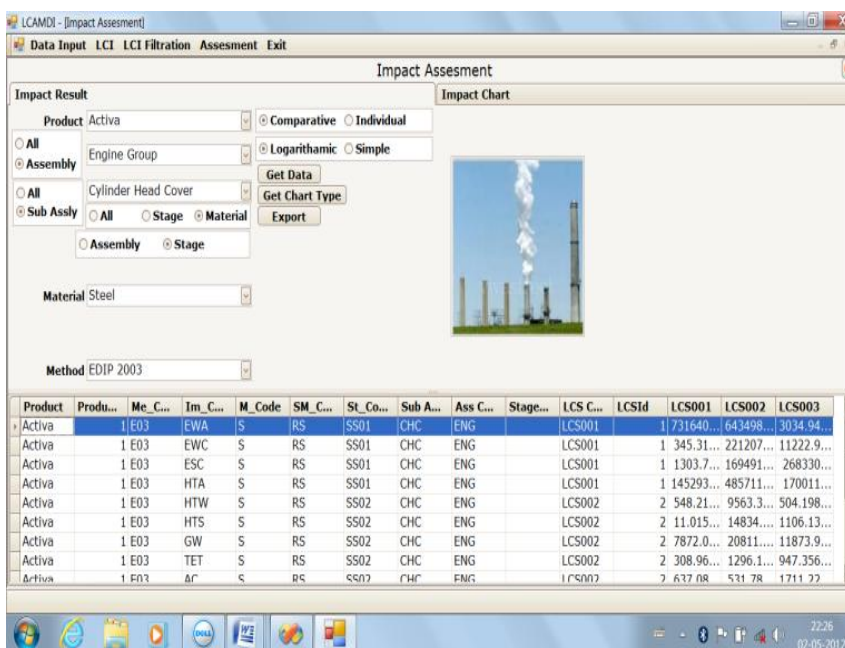 LCAMDI - [Impact Assesment]
Data Input LCI LCI Filtration Assesment Exit
Impact Assesment
Impact Result Impact Chart
Product Activa Comparative Individual
All
Assembly Engine Group Logarithamic Simple
Get Data
All
Sub Assly Cylinder Head Cover Get Chart Type
All Stage Material Export
Assembly Stage
Material Steel
Method EDIP 2003
Product Produ... Me_C... Im_C... M_Code SM_C... St_Co... Sub A... Ass C... Stage... LCS C... LCSId LCS001 LCS002 LCS003
Activa 1 E03 EWA S RS SS01 CHC ENG LCS001 1 731640... 643498... 3034.94...
Activa 1 E03 EWC S RS SS01 CHC ENG LCS001 1 345.31... 221207... 11222.9...
Activa 1 E03 ESC S RS SS01 CHC ENG LCS001 1 1303.7... 169491... 268330...
Activa 1 E03 HTA S RS SS01 CHC ENG LCS001 1 145293... 485711... 170011...
Activa 1 E03 HTW S RS SS02 CHC ENG LCS002 2 548.21... 9563.3... 504.198...
Activa 1 E03 HTS S RS SS02 CHC ENG LCS002 2 11.015... 14834.... 1106.13...
Activa 1 E03 GW S RS SS02 CHC ENG LCS002 2 7872.0... 20811.... 11873.9...
Activa 1 E03 TET S RS SS02 CHC ENG LCS002 2 308.96... 1296.1... 947.356...
Activa 1 E03 AC S RS SS02 CHC ENG LCS002 2 637.08 531.78 1711.22
DELL
22:26
02-05-2012